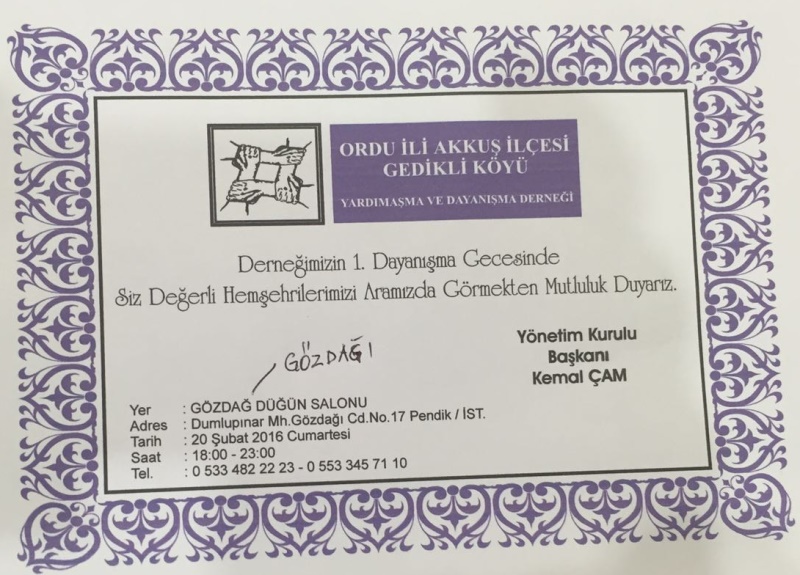 ORDU İLİ AKKUŞ İLÇESİ
GEDİKLİ KÖYÜ
YARDIMAŞMA VE DAYANIŞMA DERNEĞİ
Derneğimizin 1. Dayanışma Gecesinde
Siz Değerli Hemşehrilerimizi Aramızda Görmekten Mutluluk Duyarız.
GÖZDAĞI
Yönetim Kurulu
Başkanı
Kemal ÇAM
Yer : GÖZDAĞ DÜĞÜN SALONU
Adres : Dumlupınar Mh.Gözdağı Cd.No.17 Pendik / İST.
Tarih : 20 Şubat 2016 Cumartesi
Saat : 18:00 - 23:00
Tel. : 0 533 482 22 23 - 0 553 345 71 10